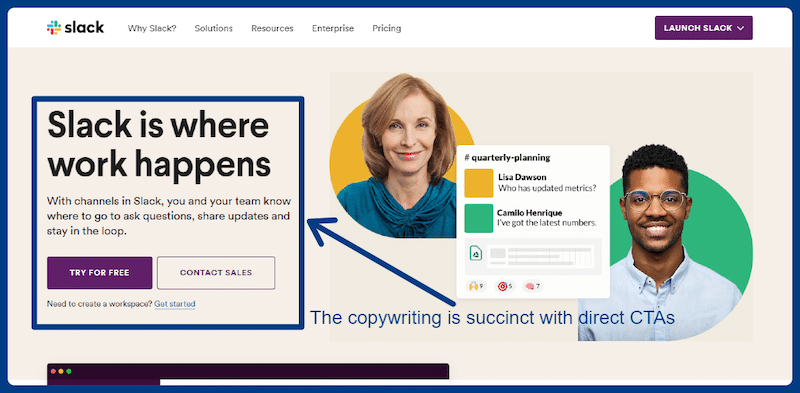 slack
Why Slack?
Solutions
Resources
Enterprise
Pricing
LAUNCH SLACK
Slack is where
work happens
With channels in Slack, you and your team know
where to go to ask questions, share updates and
stay in the loop.
TRY FOR FREE
CONTACT SALES
Need to create a workspace? Get started
# quarterly-planning
Lisa Dawson
Who has updated metrics?
Camilo Henrique
I've got the latest numbers.
9
5
7
The copywriting is succinct with direct CTAs